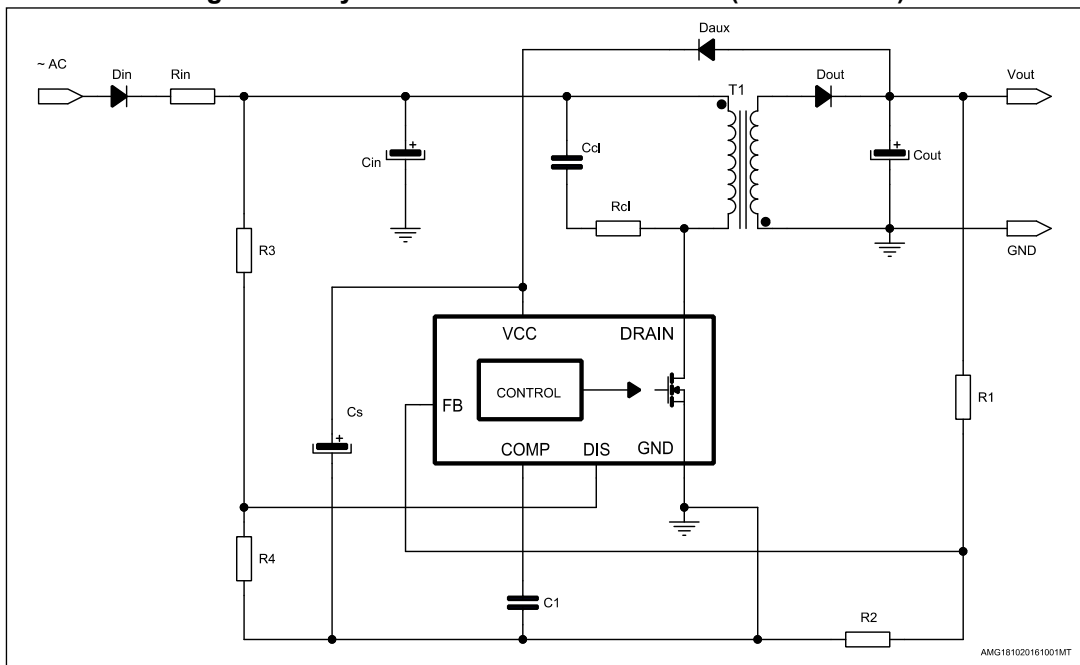 Daux
~ AC
Din
Rin
T1
Dout
Vout
Cin
Ccl
Cout
Rcl
GND
R3
VCC
DRAIN
CONTROL
FB
R1
Cs
COMP
DIS
GND
R4
C1
R2
AMG181020161001MT